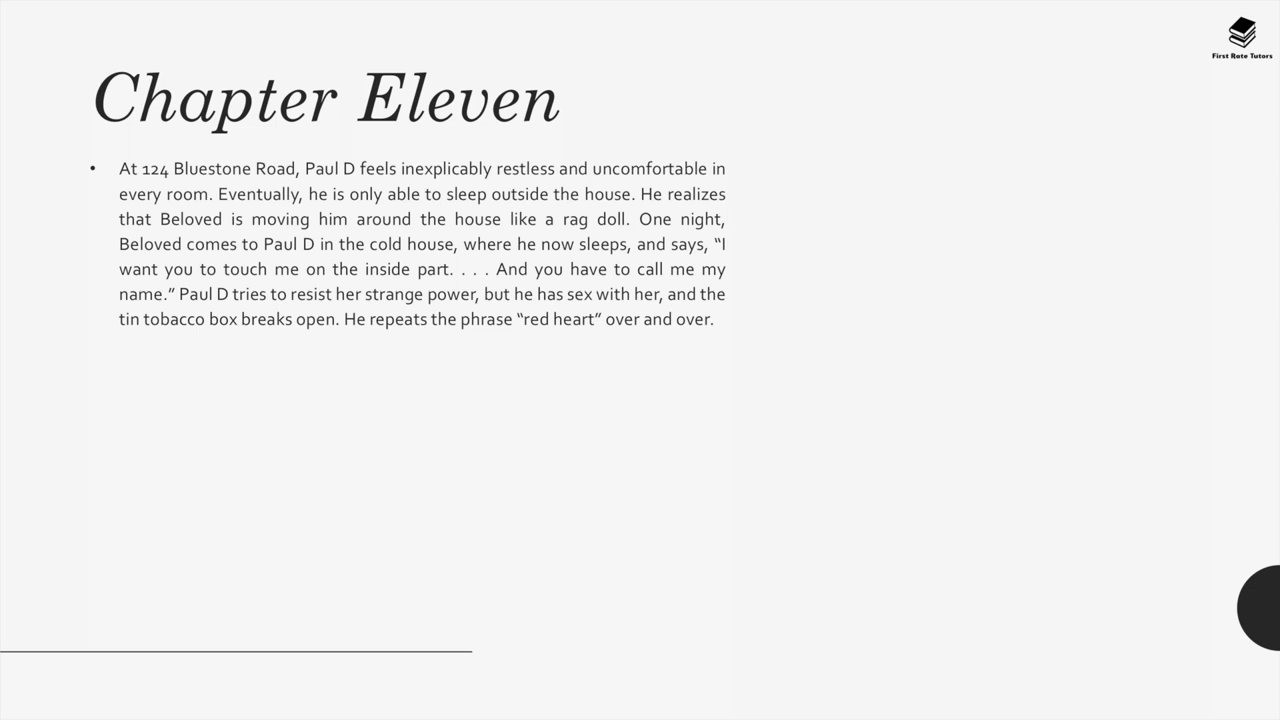 First Rate Tutors
Chapter Eleven
• At 124 Bluestone Road, Paul D feels inexplicably restless and uncomfortable in
every room. Eventually, he is only able to sleep outside the house. He realizes
that Beloved is moving him around the house like a rag doll. One night,
Beloved comes to Paul D in the cold house, where he now sleeps, and says, “I
want you to touch me on the inside part. . . . And you have to call me my
name.” Paul D tries to resist her strange power, but he has sex with her, and the
tin tobacco box breaks open. He repeats the phrase “red heart” over and over.